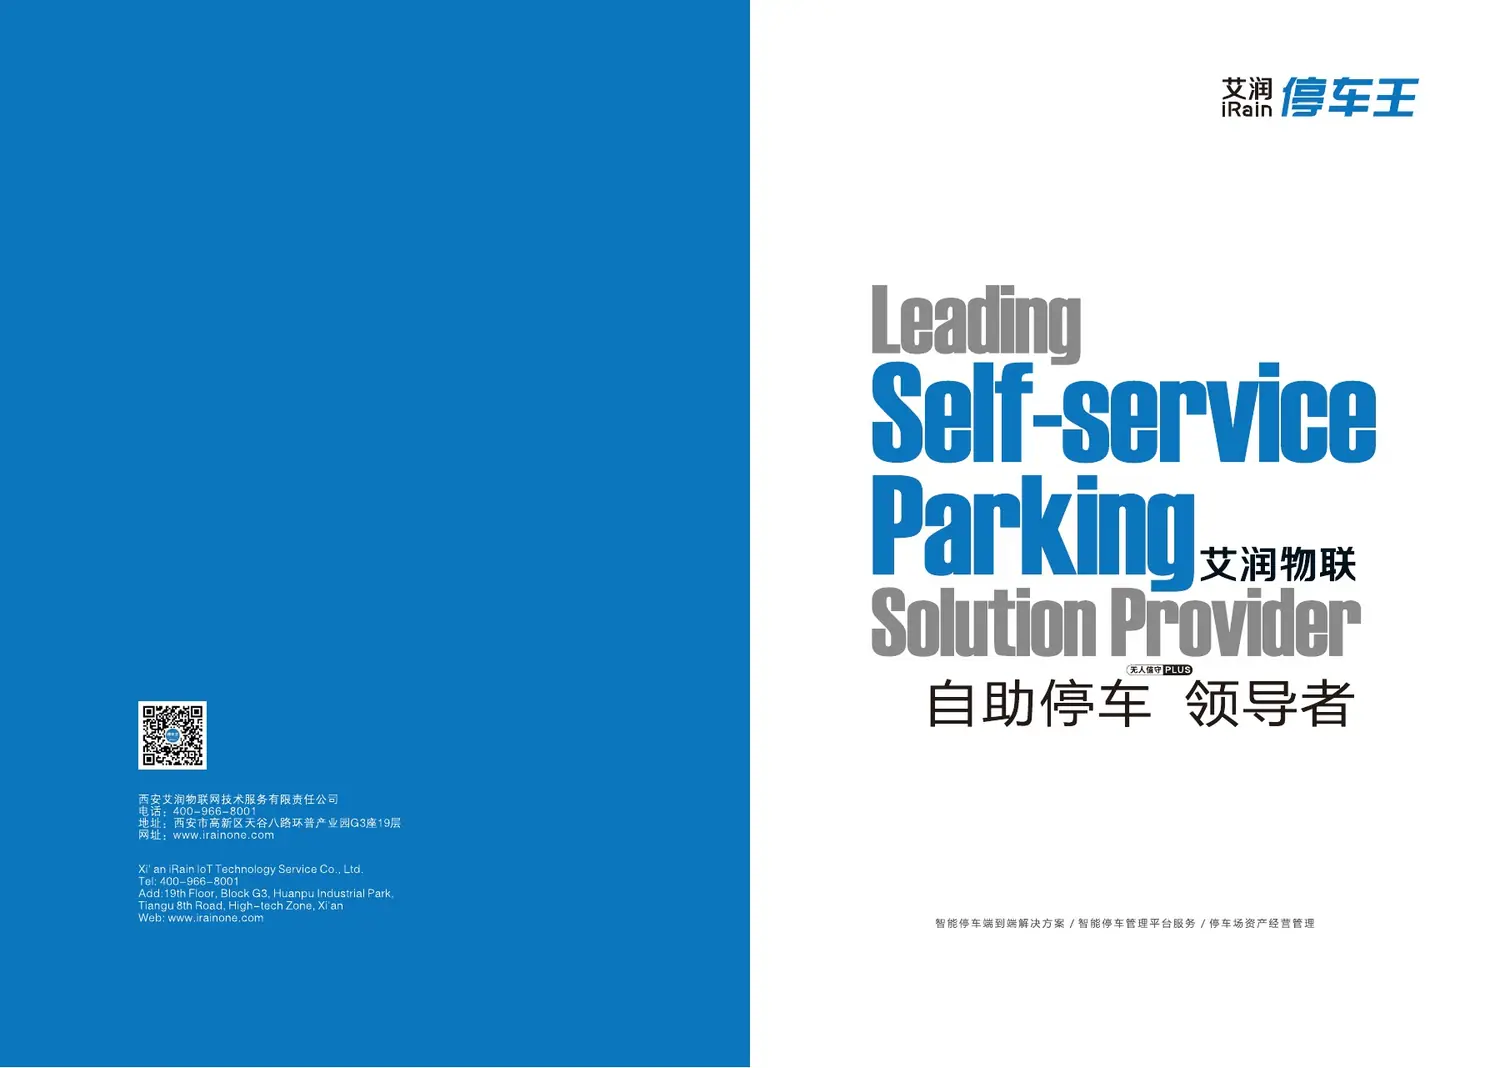 西安艾润物联网技术服务有限责任公司
电话：400-966-8001
地址：西安市高新区天谷八路环普产业园G3座19层
网址：www.irainone.com
Xi' an iRain IoT Technology Service Co., Ltd.
Tel: 400-966-8001
Add:19th Floor, Block G3, Huanpu Industrial Park,
Tiangu 8th Road, High-tech Zone, Xi'an
Web: www.irainone.com
艾润 停车王
iRain
Leading
Self-service
Parking 艾润物联
Solution Provider
无人值守 PLUS
自助停车 领导者
智能停车端到端解决方案 / 智能停车管理平台服务 / 停车场资产经营管理